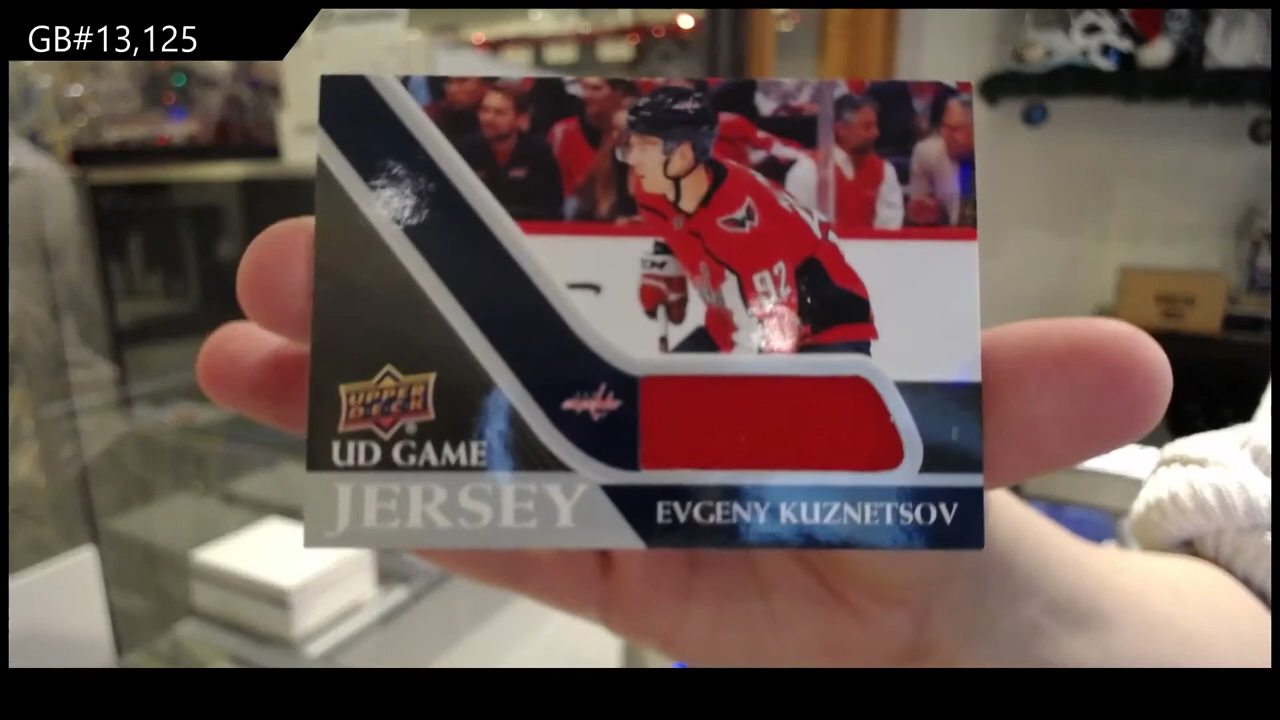 GB#13,125
92
UPPER
DECK
UD GAME
JERSEY
EVGENY KUZNETSOV